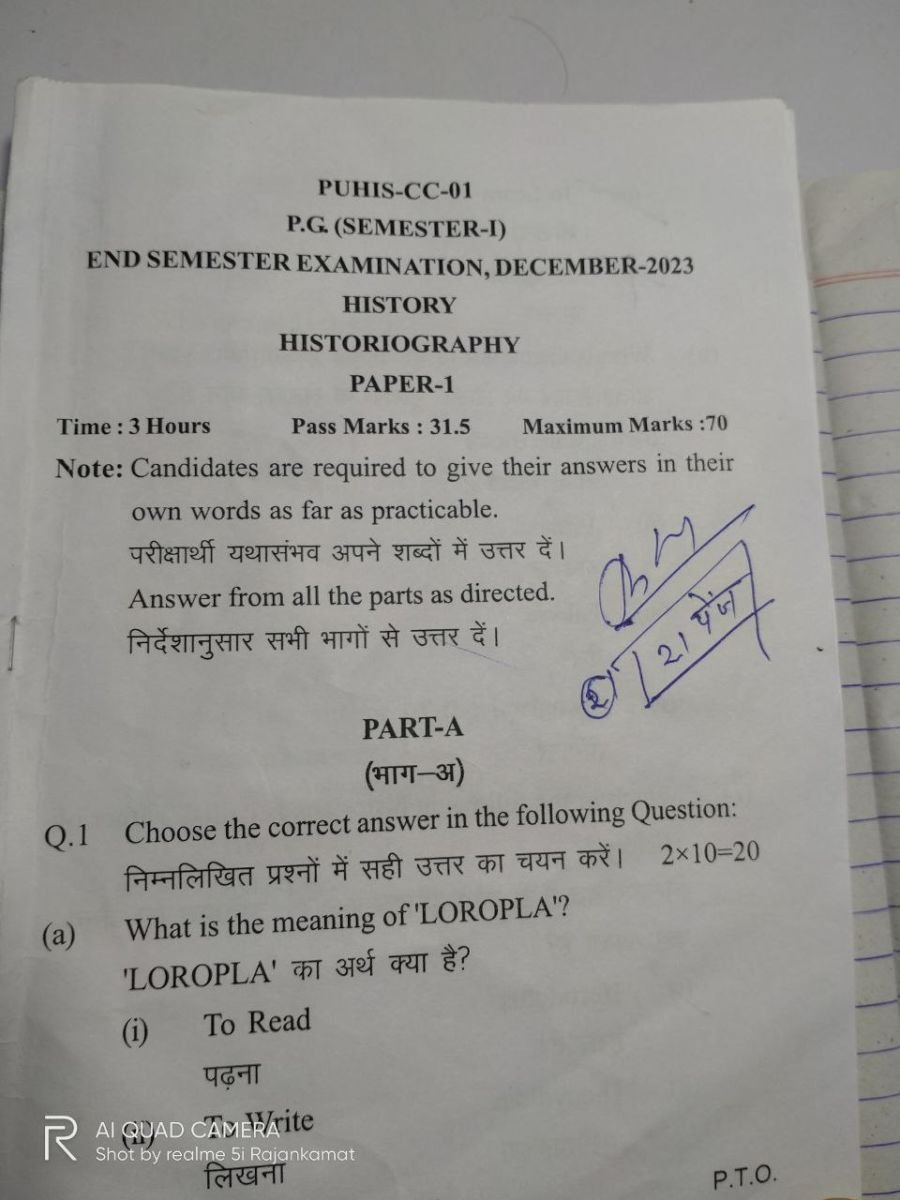 PUHIS-CC-01
P.G. (SEMESTER-I)
END SEMESTER EXAMINATION, DECEMBER-2023
HISTORY
HISTORIOGRAPHY
PAPER-1
Time : 3 Hours Pass Marks : 31.5 Maximum Marks :70
Note: Candidates are required to give their answers in their
own words as far as practicable.
परीक्षार्थी यथासंभव अपने शब्दों में उत्तर दें।
Answer from all the parts as directed.
निर्देशानुसार सभी भागों से उत्तर दें।
२१ पेंज
PART-A
(भाग–अ)
Q.1 Choose the correct answer in the following Question:
निम्नलिखित प्रश्नों में सही उत्तर का चयन करें। 2×10=20
(a) What is the meaning of 'LOROPLA'?
'LOROPLA' का अर्थ क्या है?
(i) To Read
पढ़ना
(ii) To Write
लिखना
P.T.O.
R AI QUAD CAMERA
Shot by realme 5i Rajankamat